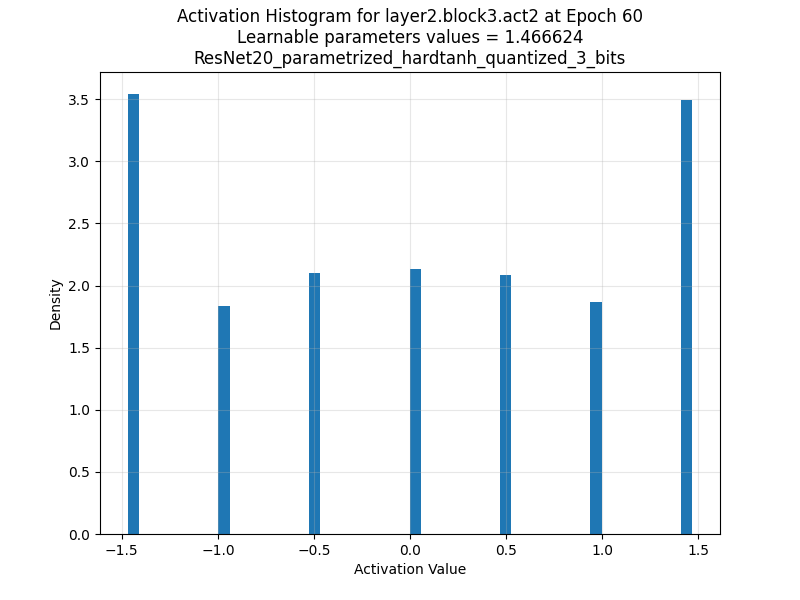 Activation Histogram for layer2.block3.act2 at Epoch 60
Learnable parameters values = 1.466624
ResNet20_parametrized_hardtanh_quantized_3_bits
3.5
3.0
2.5
2.0
1.5
1.0
0.5
0.0
Density
−1.5 −1.0 −0.5 0.0 0.5 1.0 1.5
Activation Value